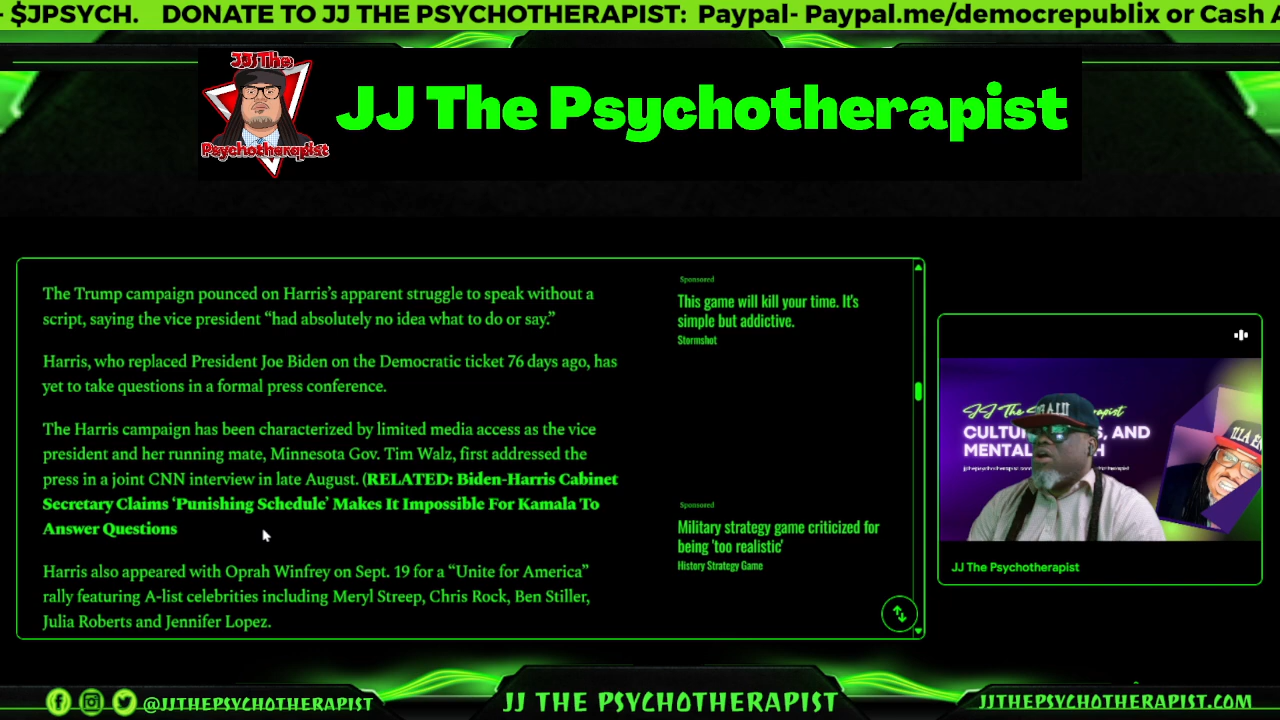 - $JPSYCH. DONATE TO JJ THE PSYCHOTHERAPIST: Paypal- Paypal.me/democrepublix or Cash A
JJ The
Psychotherapist
JJ The Psychotherapist
The Trump campaign pounced on Harris's apparent struggle to speak without a
script, saying the vice president “had absolutely no idea what to do or say.”
Harris, who replaced President Joe Biden on the Democratic ticket 76 days ago, has
yet to take questions in a formal press conference.
The Harris campaign has been characterized by limited media access as the vice
president and her running mate, Minnesota Gov. Tim Walz, first addressed the
press in a joint CNN interview in late August. (RELATED: Biden-Harris Cabinet
Secretary Claims ‘Punishing Schedule’ Makes It Impossible For Kamala To
Answer Questions
Harris also appeared with Oprah Winfrey on Sept. 19 for a “Unite for America”
rally featuring A-list celebrities including Meryl Streep, Chris Rock, Ben Stiller,
Julia Roberts and Jennifer Lopez.
Sponsored
This game will kill your time. It's
simple but addictive.
Stormshot
Sponsored
Military strategy game criticized for
being 'too realistic'
History Strategy Game
JJ The
CULTU
S, AND
MENTAL
JJ The Psychotherapist
@JJTHEPSYCHOTHERAPIST
JJ THE PSYCHOTHERAPIST
JJTHEPSYCHOTHERAPIST.COM